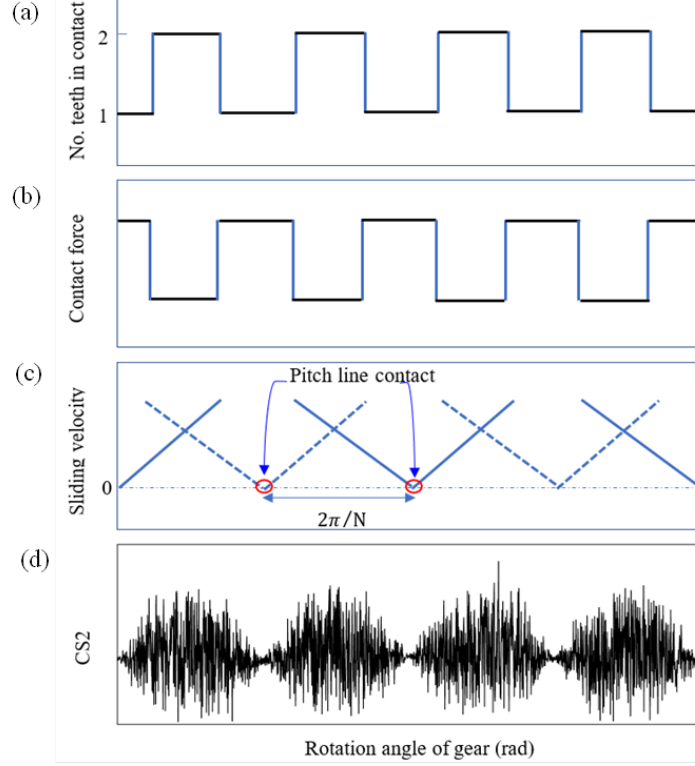 (a)
No. teeth in contact
2
1
(b)
Contact force
(c)
Sliding velocity
Pitch line contact
0
2π/N
(d)
CS2
Rotation angle of gear (rad)